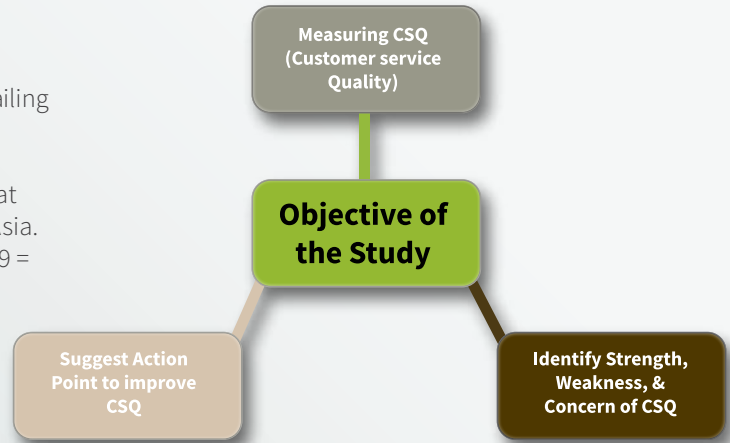 Measuring CSQ
(Customer service
Quality)
Objective of
the Study
Suggest Action
Point to improve
CSQ
Identify Strength,
Weakness, &
Concern of CSQ
9 =